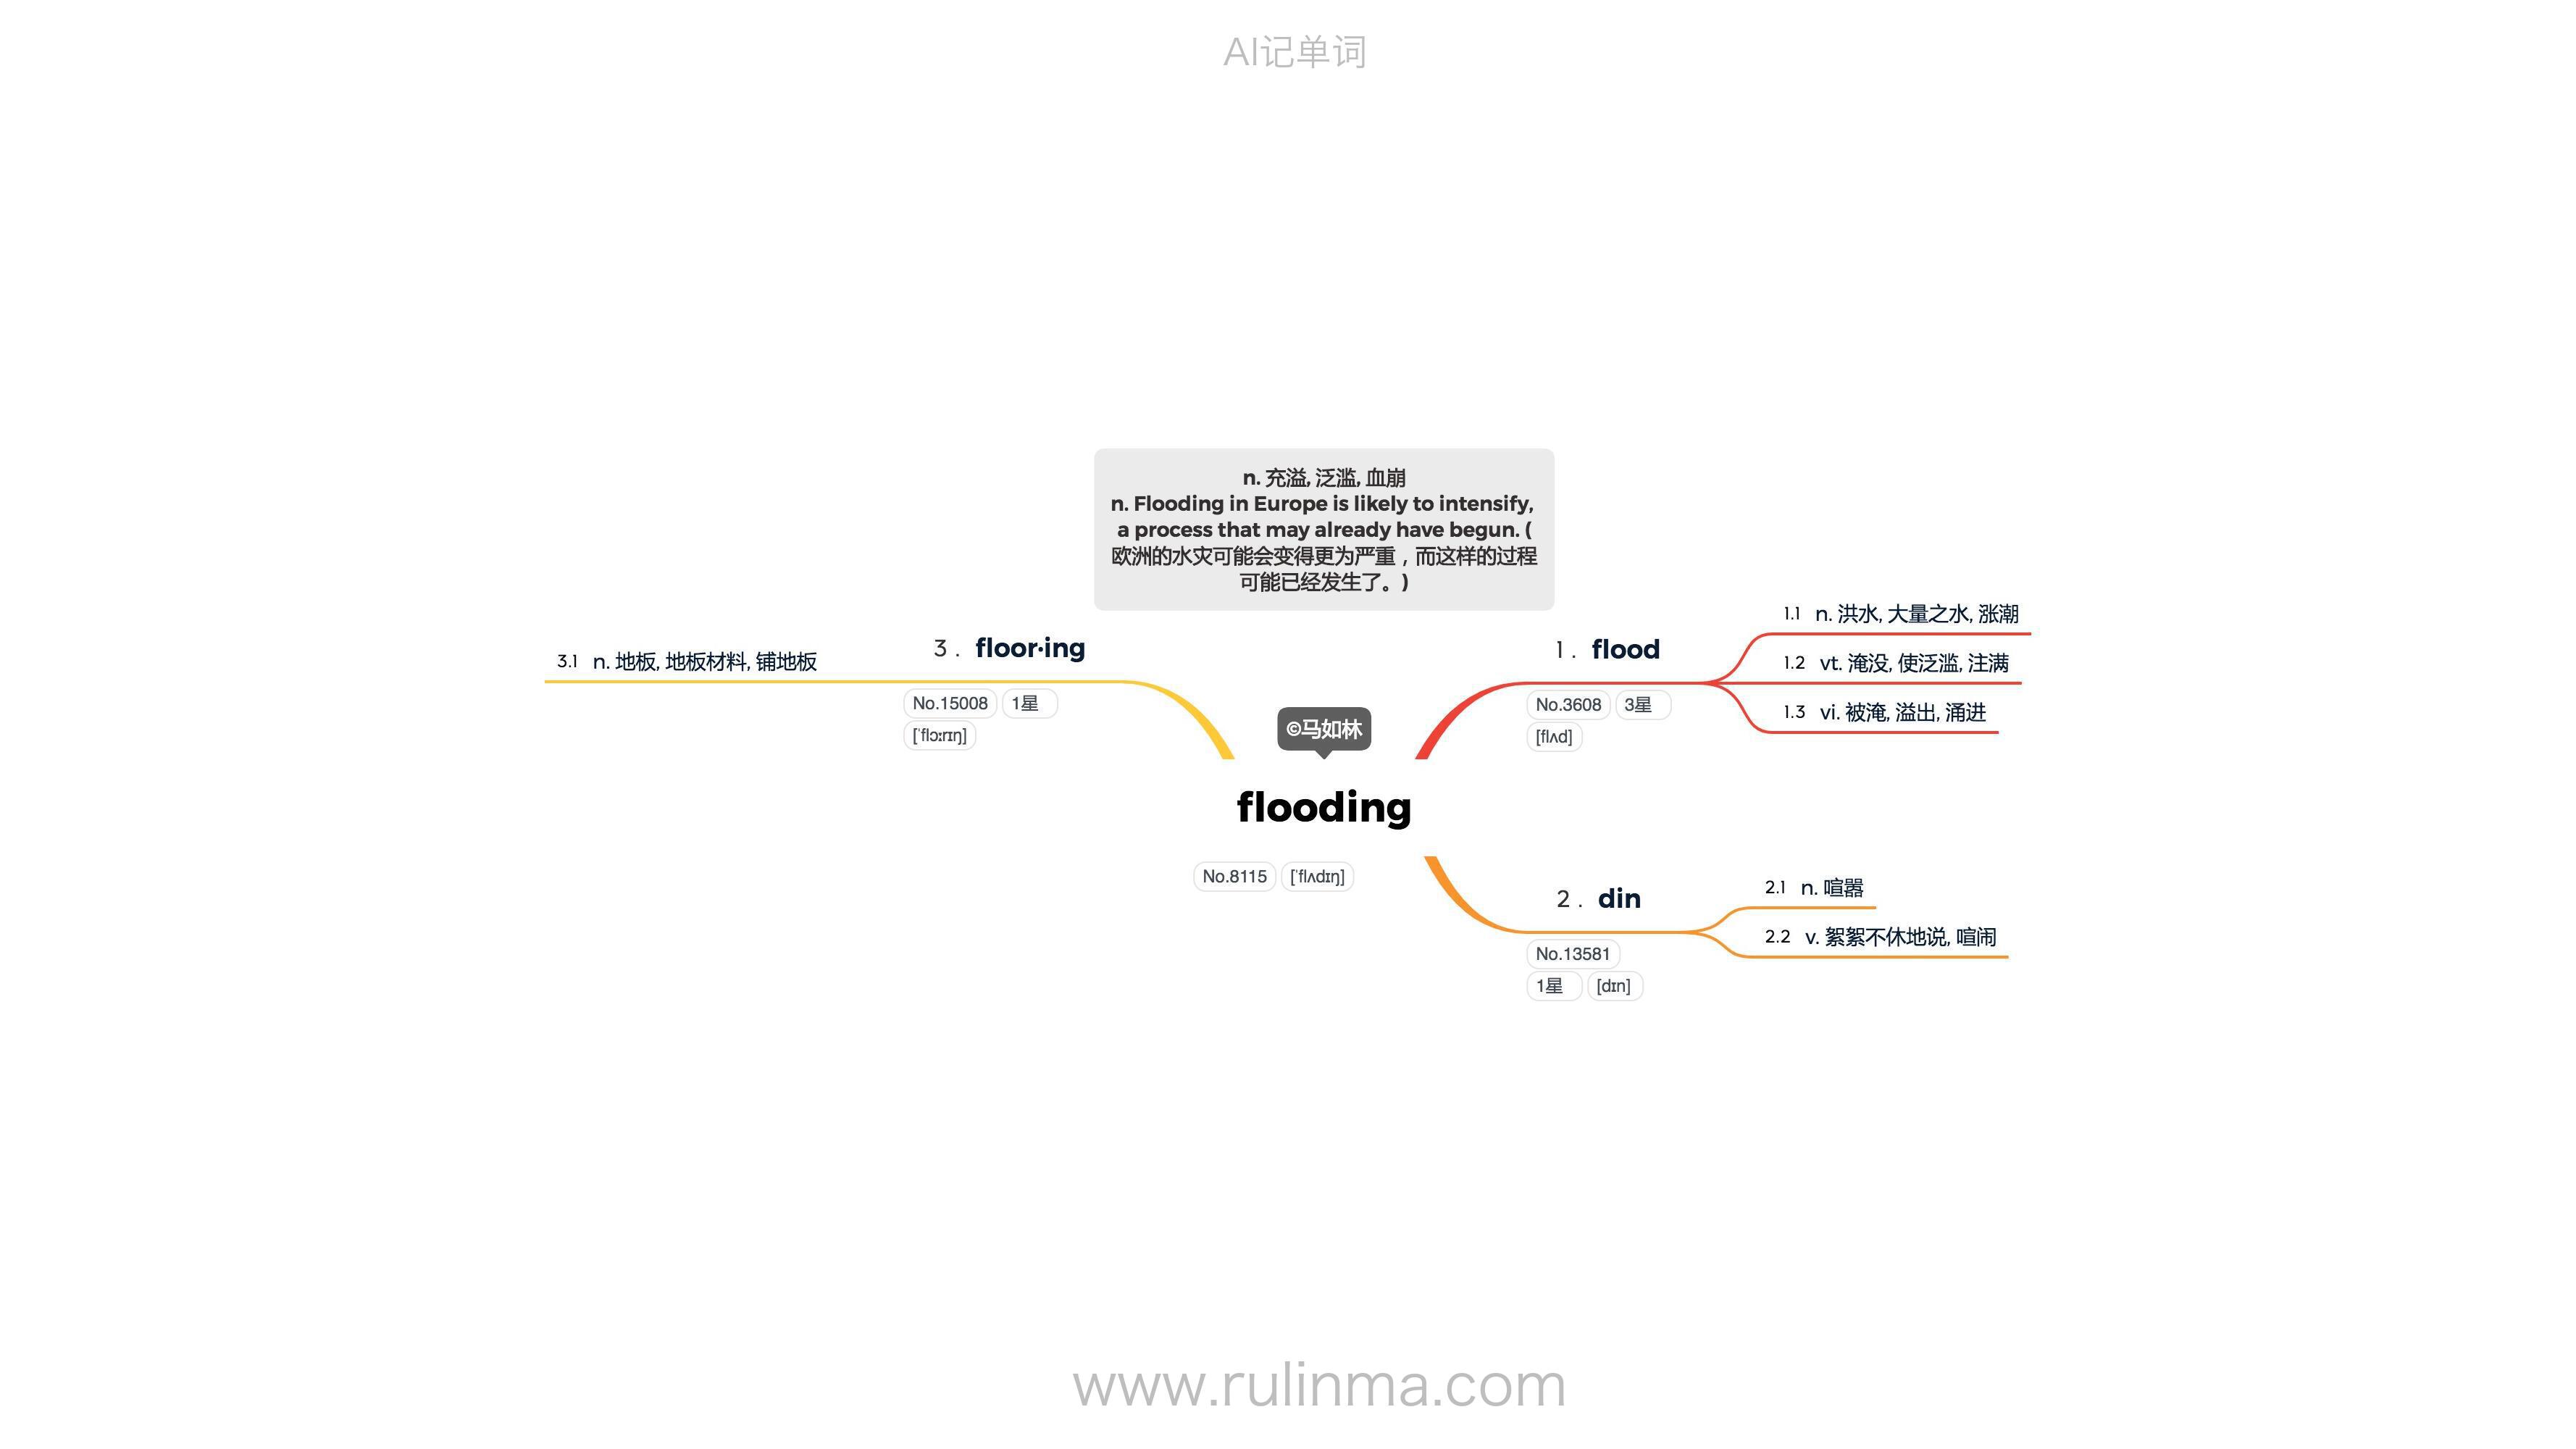 AI记单词
n. 充溢, 泛滥, 血崩
n. Flooding in Europe is likely to intensify,
a process that may already have begun. (
欧洲的水灾可能会变得更为严重，而这样的过程
可能已经发生了。)
©马如林
flooding
No.8115 [ˈflʌdɪŋ]
1. flood
No.3608 3星
[flʌd]
1.1 n. 洪水, 大量之水, 涨潮
1.2 vt. 淹没, 使泛滥, 注满
1.3 vi. 被淹, 溢出, 涌进
2. din
No.13581
1星 [dɪn]
2.1 n. 喧嚣
2.2 v. 絮絮不休地说, 喧闹
3. floor·ing
No.15008 1星
[ˈflɔːrɪŋ]
3.1 n. 地板, 地板材料, 铺地板
www.rulinma.com